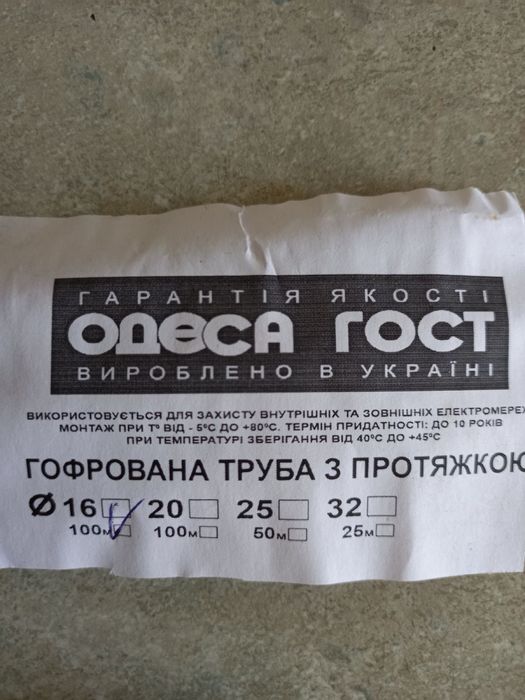 ГАРАНТІЯ ЯКОСТІ
ОДЕСА ГОСТ
ВИРОБЛЕНО В УКРАЇНІ
ВИКОРИСТОВУЄТЬСЯ ДЛЯ ЗАХИСТУ ВНУТРІШНІХ ТА ЗОВНІШНІХ ЕЛЕКТОМЕРЕЖ
МОНТАЖ ПРИ Т° ВІД - 5°С ДО +80°С. ТЕРМІН ПРИДАТНОСТІ: ДО 10 РОКІВ
ПРИ ТЕМПЕРАТУРІ ЗБЕРІГАННЯ ВІД 40°С ДО +45°С
ГОФРОВАНА ТРУБА З ПРОТЯЖКОЮ
Ø 16 20 25 32
100м 100м 50м 25м